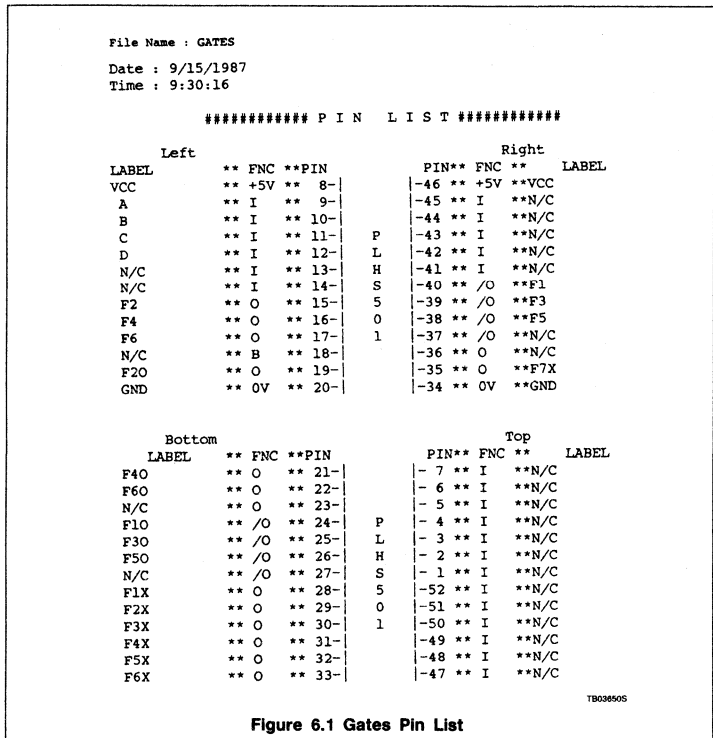 File Name : GATES
Date : 9/15/1987
Time : 9:30:16
############ P I N L I S T ############
Left Right
LABEL ** FNC **PIN PIN** FNC ** LABEL
VCC ** +5V ** 8-| |-46 ** +5V **VCC
A ** I ** 9-| |-45 ** I **N/C
B ** I ** 10-| |-44 ** I **N/C
C ** I ** 11-| P |-43 ** I **N/C
D ** I ** 12-| L |-42 ** I **N/C
N/C ** I ** 13-| H |-41 ** I **N/C
N/C ** I ** 14-| S |-40 ** /O **F1
F2 ** O ** 15-| 5 |-39 ** /O **F3
F4 ** O ** 16-| 0 |-38 ** /O **F5
F6 ** O ** 17-| 1 |-37 ** /O **N/C
N/C ** B ** 18-| |-36 ** O **N/C
F2O ** O ** 19-| |-35 ** O **F7X
GND ** 0V ** 20-| |-34 ** 0V **GND
Bottom Top
LABEL ** FNC **PIN PIN** FNC ** LABEL
F4O ** O ** 21-| |- 7 ** I **N/C
F6O ** O ** 22-| |- 6 ** I **N/C
N/C ** O ** 23-| |- 5 ** I **N/C
F1O ** /O ** 24-| P |- 4 ** I **N/C
F3O ** /O ** 25-| L |- 3 ** I **N/C
F5O ** /O ** 26-| H |- 2 ** I **N/C
N/C ** /O ** 27-| S |- 1 ** I **N/C
F1X ** O ** 28-| 5 |-52 ** I **N/C
F2X ** O ** 29-| 0 |-51 ** I **N/C
F3X ** O ** 30-| 1 |-50 ** I **N/C
F4X ** O ** 31-| |-49 ** I **N/C
F5X ** O ** 32-| |-48 ** I **N/C
F6X ** O ** 33-| |-47 ** I **N/C
TB03650S
Figure 6.1 Gates Pin List